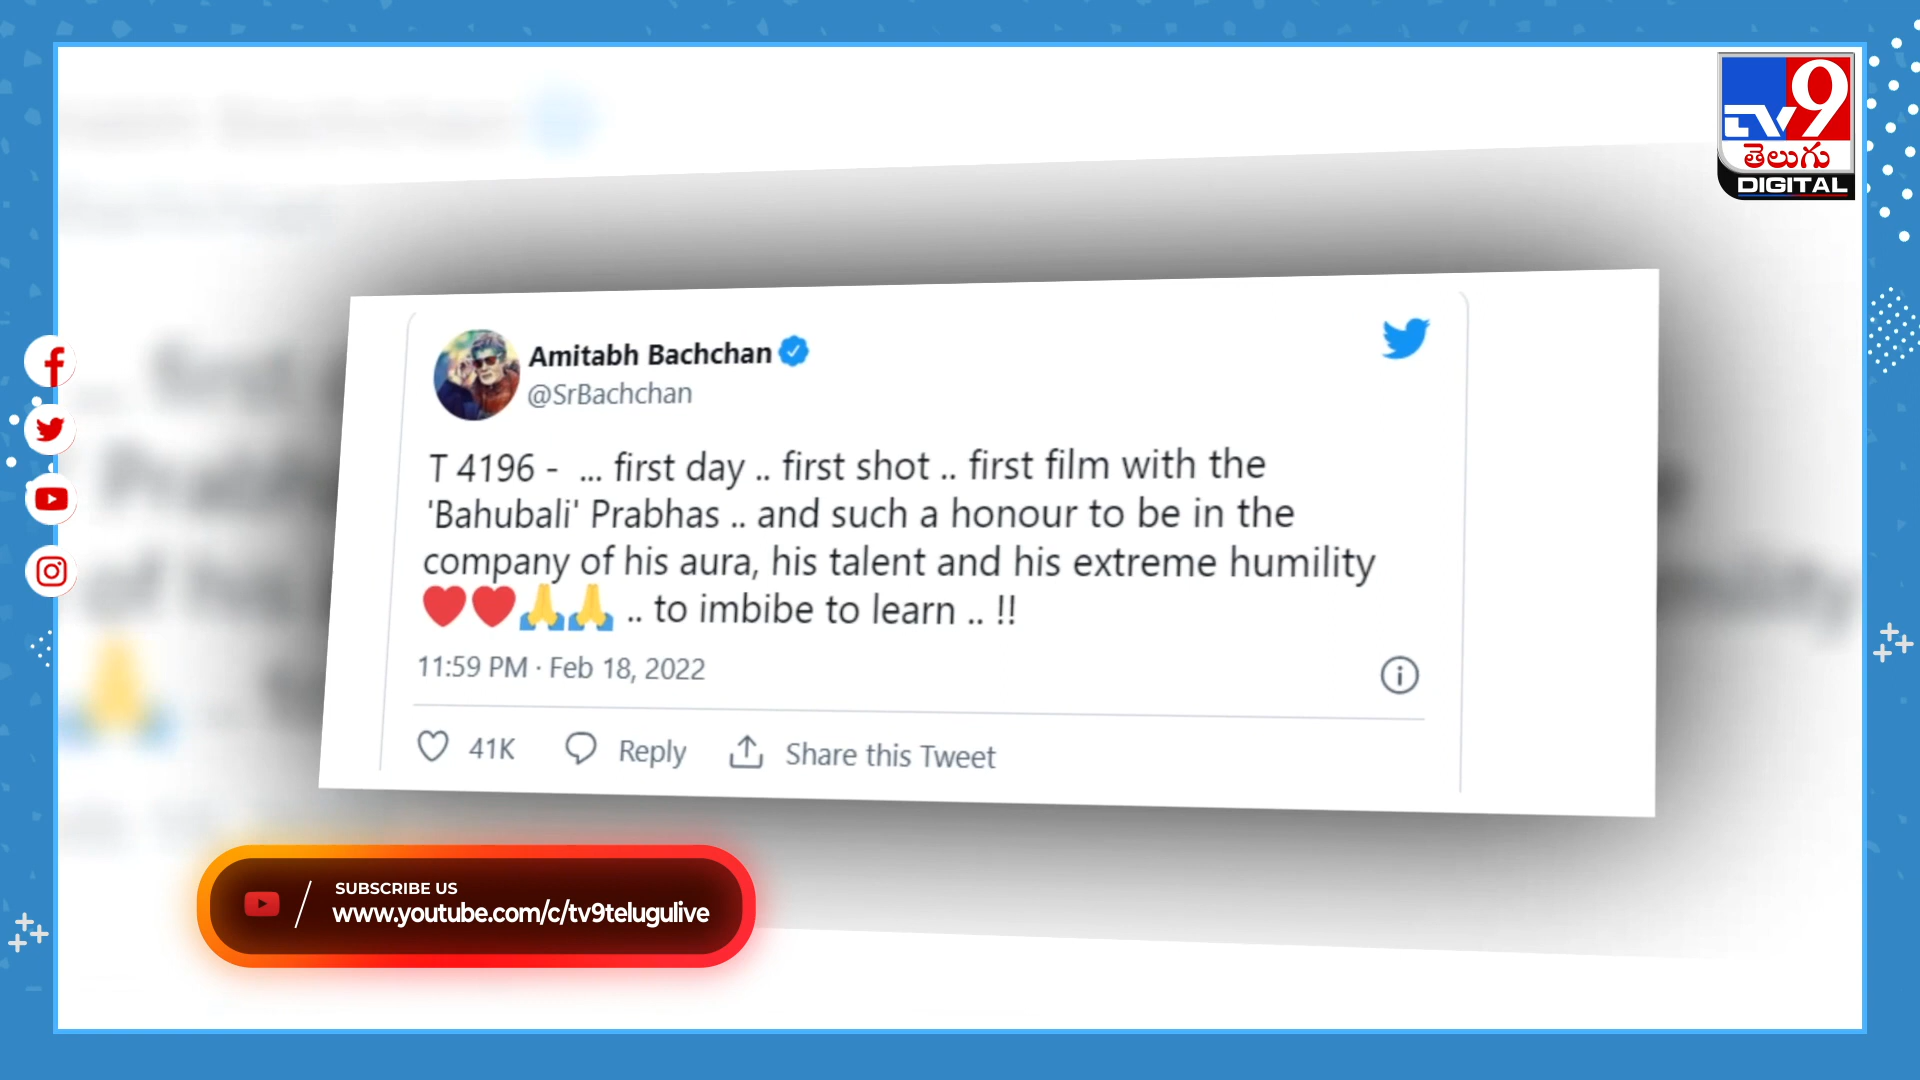 TV9
తెలుగు
DIGITAL
Amitabh Bachchan
@SrBachchan
T 4196 - ... first day .. first shot .. first film with the
'Bahubali' Prabhas .. and such a honour to be in the
company of his aura, his talent and his extreme humility
❤️❤️🙏🙏 .. to imbibe to learn .. !!
11:59 PM · Feb 18, 2022
41K Reply Share this Tweet
SUBSCRIBE US
www.youtube.com/c/tv9telugulive